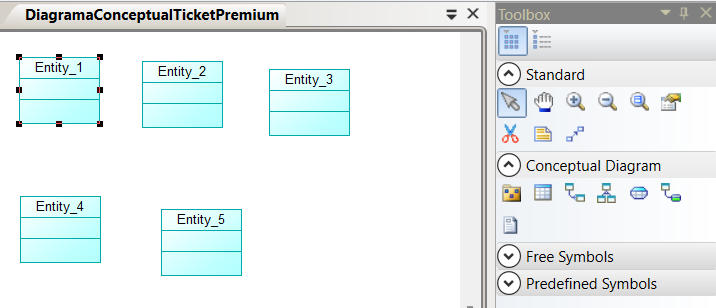 DiagramaConceptualTicketPremium
Entity_1
Entity_2
Entity_3
Entity_4
Entity_5
Toolbox
Standard
Conceptual Diagram
Free Symbols
Predefined Symbols